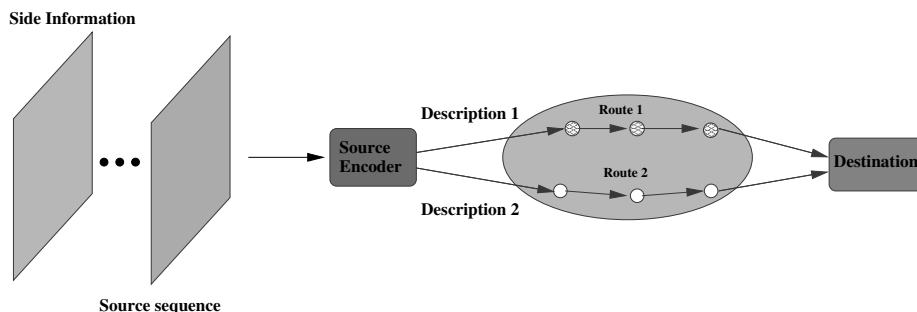 Side Information
Source sequence
Source
Encoder
Description 1
Description 2
Route 1
Route 2
Destination